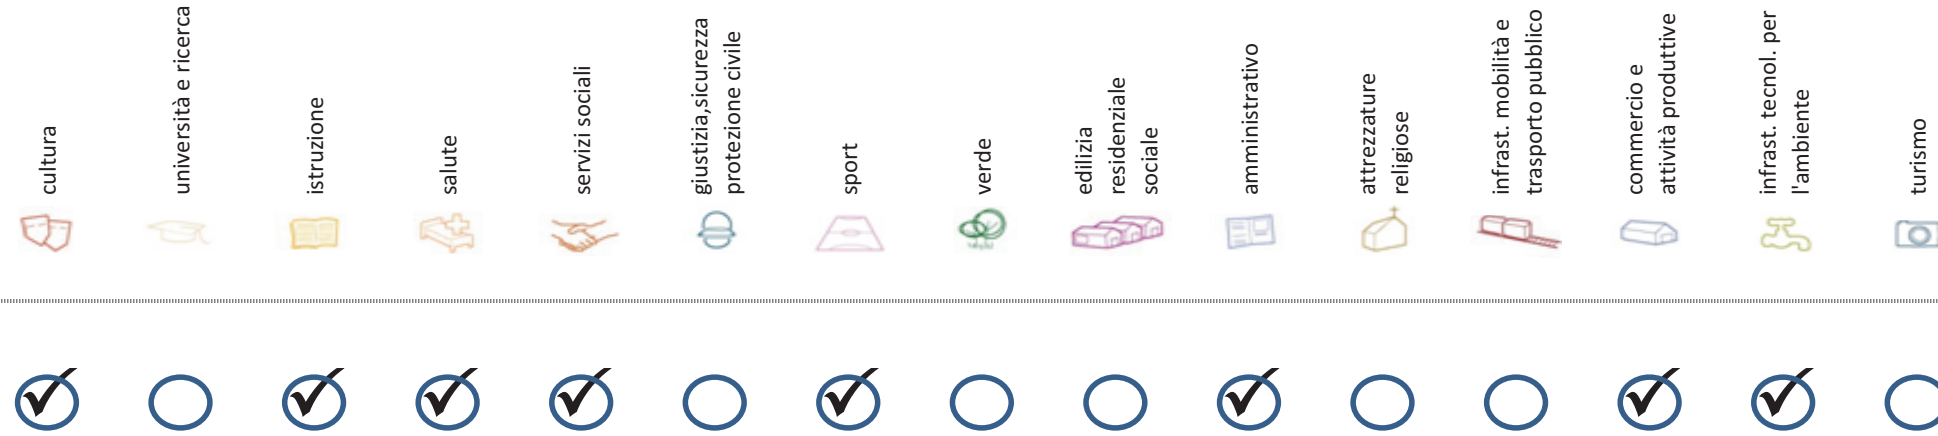 cultura
università e ricerca
istruzione
salute
servizi sociali
giustizia,sicurezza
protezione civile
sport
verde
edilizia
residenziale
sociale
amministrativo
attrezzature
religiose
infrast. mobilità e
trasporto pubblico
commercio e
attività produttive
infrast. tecnol. per
l'ambiente
turismo